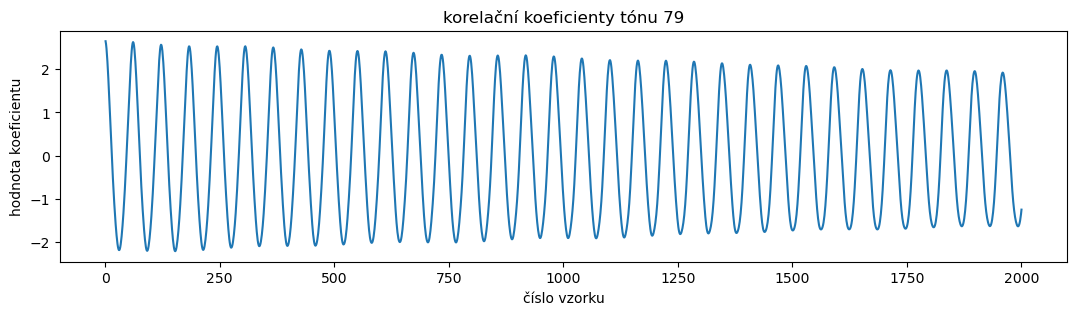 korelační koeficienty tónu 79
hodnota koeficientu
2
1
0
−1
−2
0 250 500 750 1000 1250 1500 1750 2000
číslo vzorku